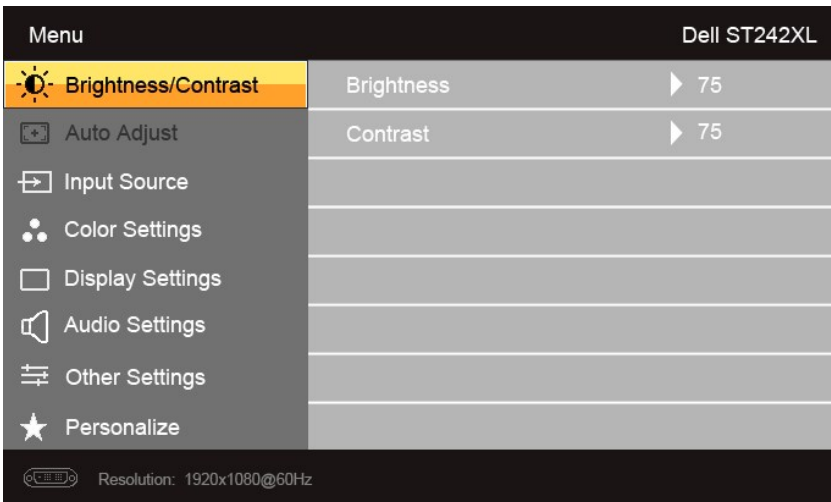 Menu Dell ST242XL
Brightness/Contrast Brightness 75
Auto Adjust Contrast 75
Input Source
Color Settings
Display Settings
Audio Settings
Other Settings
Personalize
Resolution: 1920x1080@60Hz